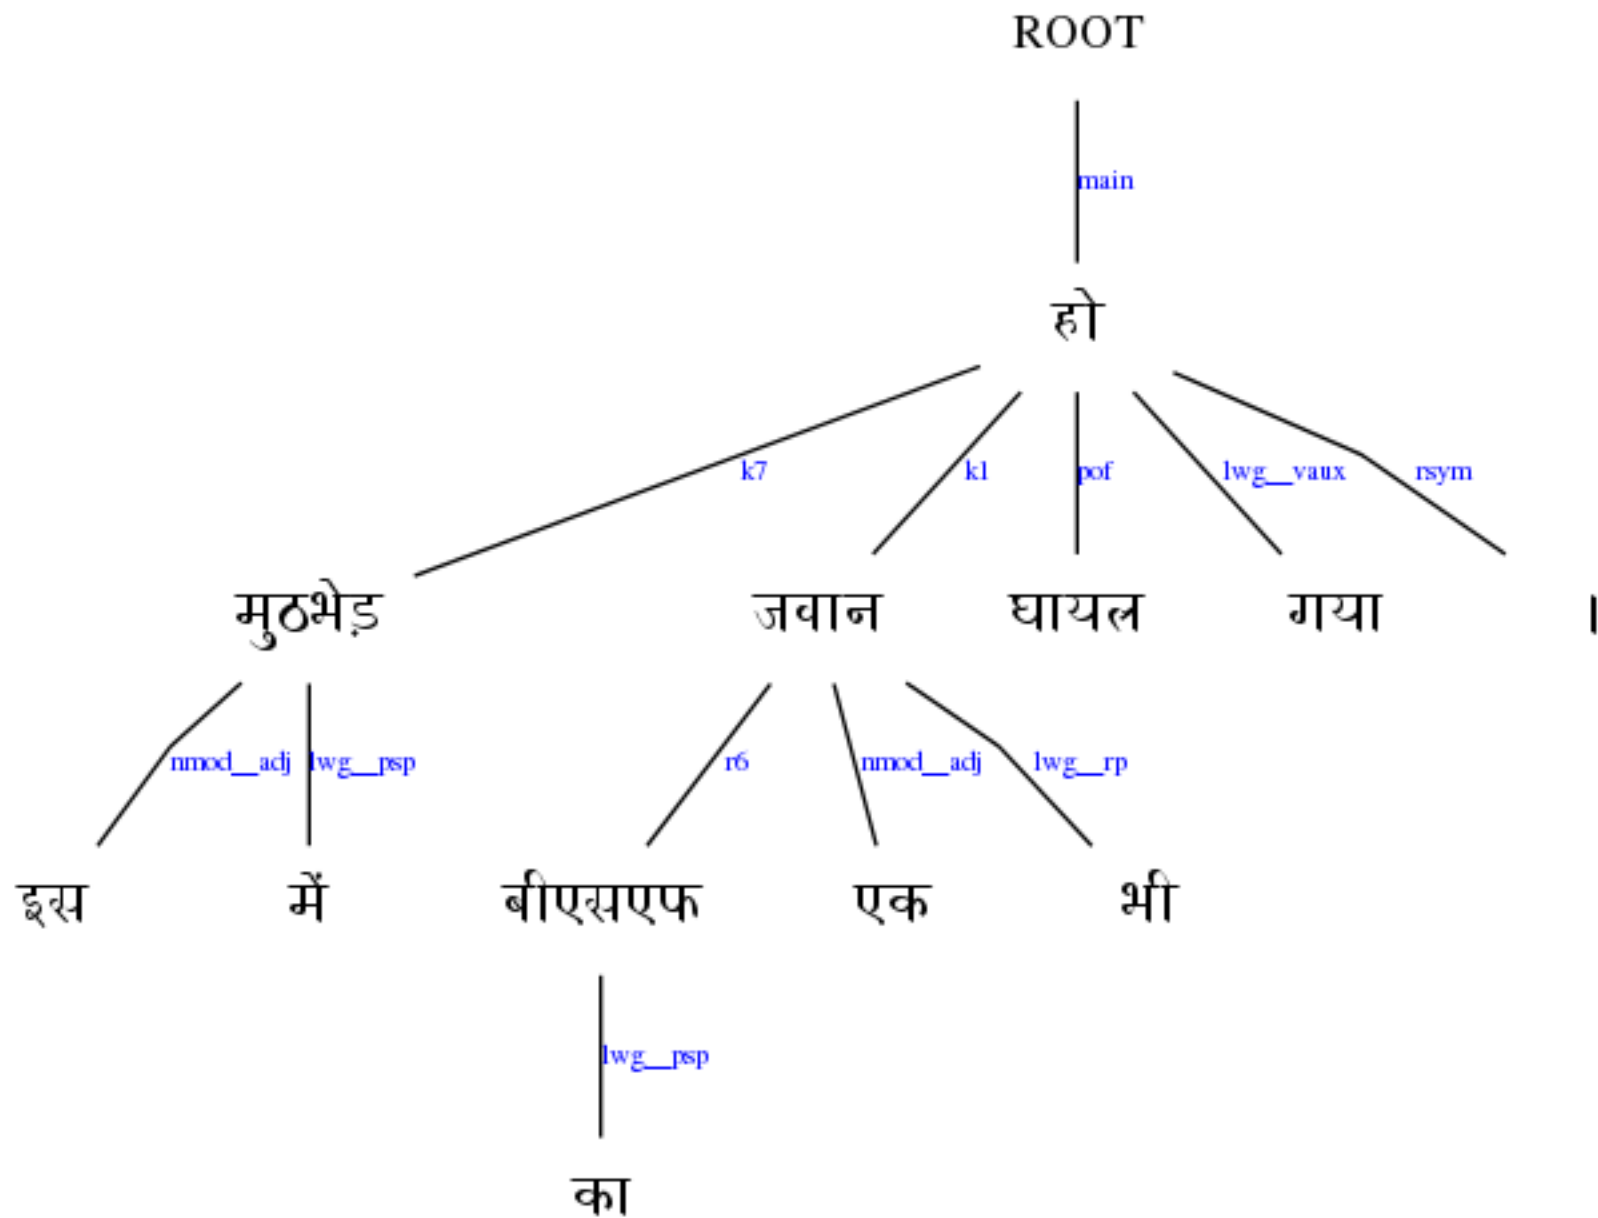 ROOT
main
हो
k7 k1 pof lwg__vaux rsym
मुठभेड़ जवान घायल गया ।
nmod__adj lwg__psp r6 nmod__adj lwg__rp
इस में बीएसएफ एक भी
lwg__psp
का